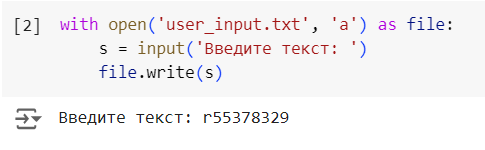 [2] with open('user_input.txt', 'a') as file:
s = input('Введите текст: ')
file.write(s)
Введите текст: r55378329